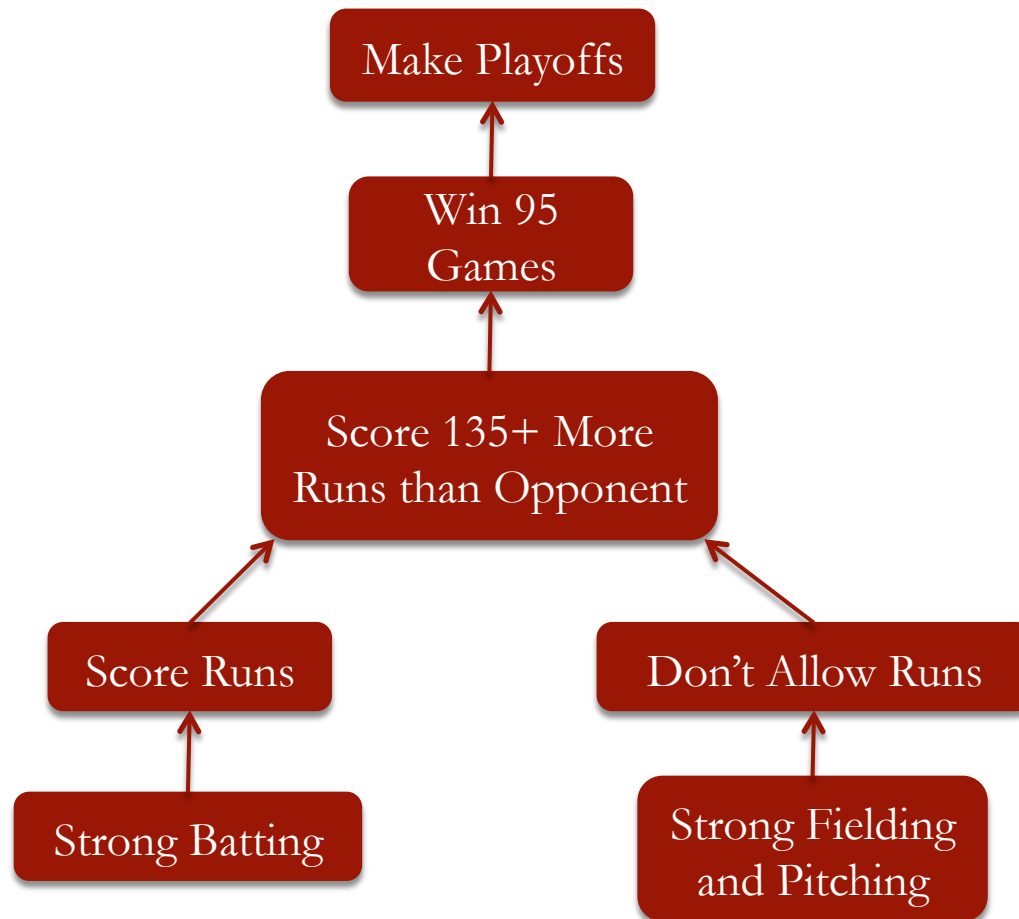 Make Playoffs
Win 95
Games
Score 135+ More
Runs than Opponent
Score Runs
Don’t Allow Runs
Strong Batting
Strong Fielding
and Pitching